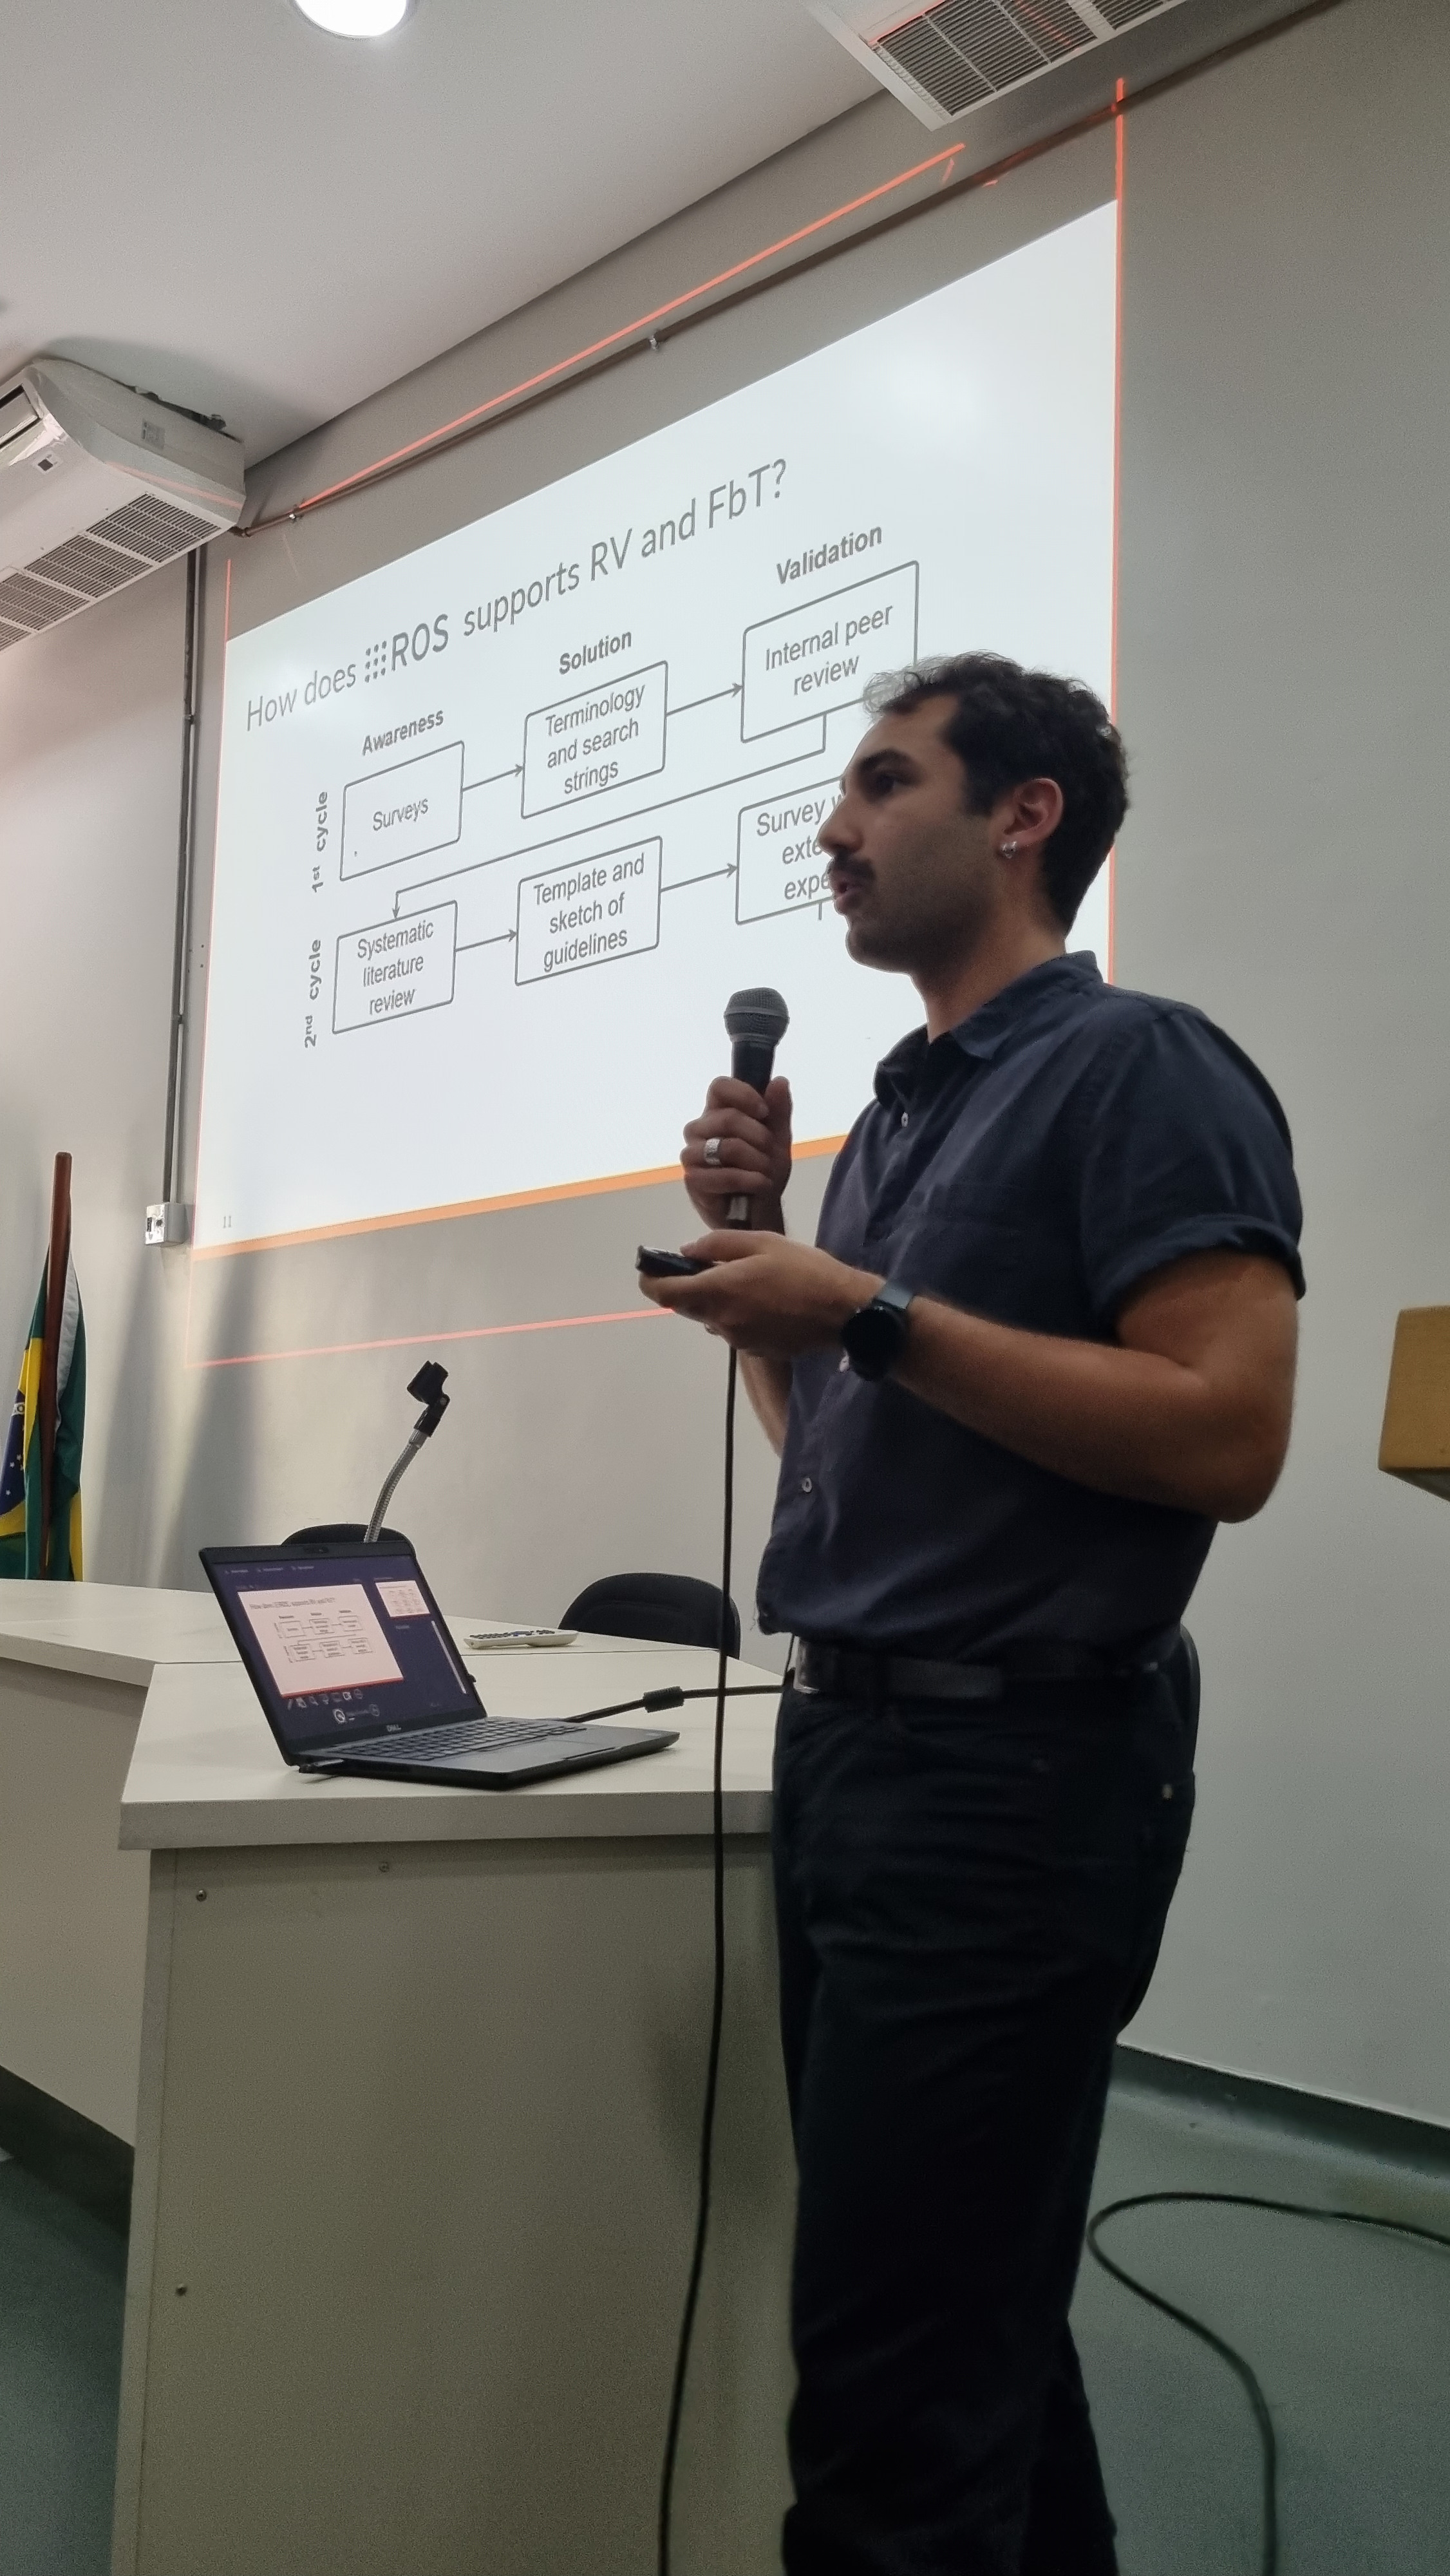 How does ROS supports RV and FbT?
Awareness
Solution
Validation
1st cycle
Surveys
Terminology
and search
strings
Internal peer
review
2nd cycle
Systematic
literature
review
Template and
sketch of
guidelines
Survey
11
DELL